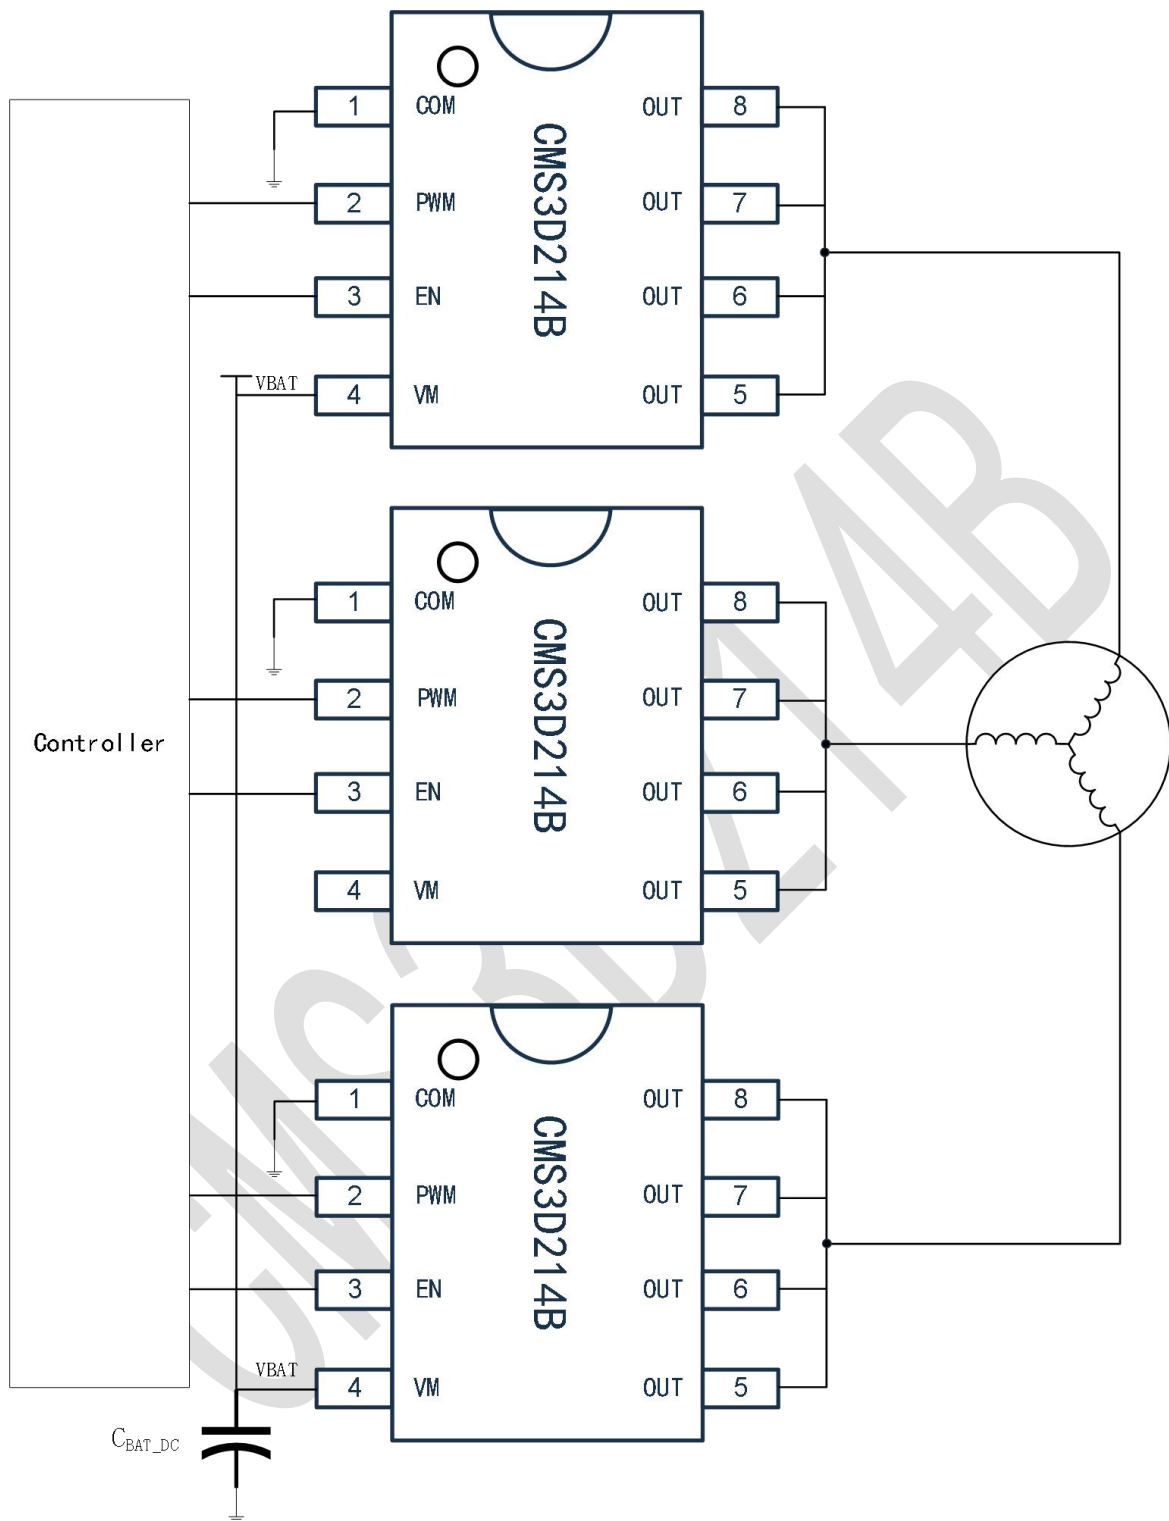 1 COM OUT 8
2 PWM OUT 7
3 EN OUT 6
VBAT 4 VM OUT 5
CMS3D214B
1 COM OUT 8
2 PWM OUT 7
Controller
3 EN OUT 6
4 VM OUT 5
CMS3D214B
1 COM OUT 8
2 PWM OUT 7
3 EN OUT 6
VBAT 4 VM OUT 5
CMS3D214B
CBAT_DC
CMS3D214B